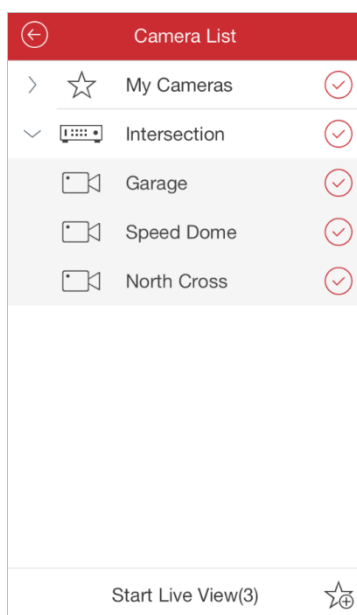 Camera List
My Cameras
Intersection
Garage
Speed Dome
North Cross
Start Live View(3)